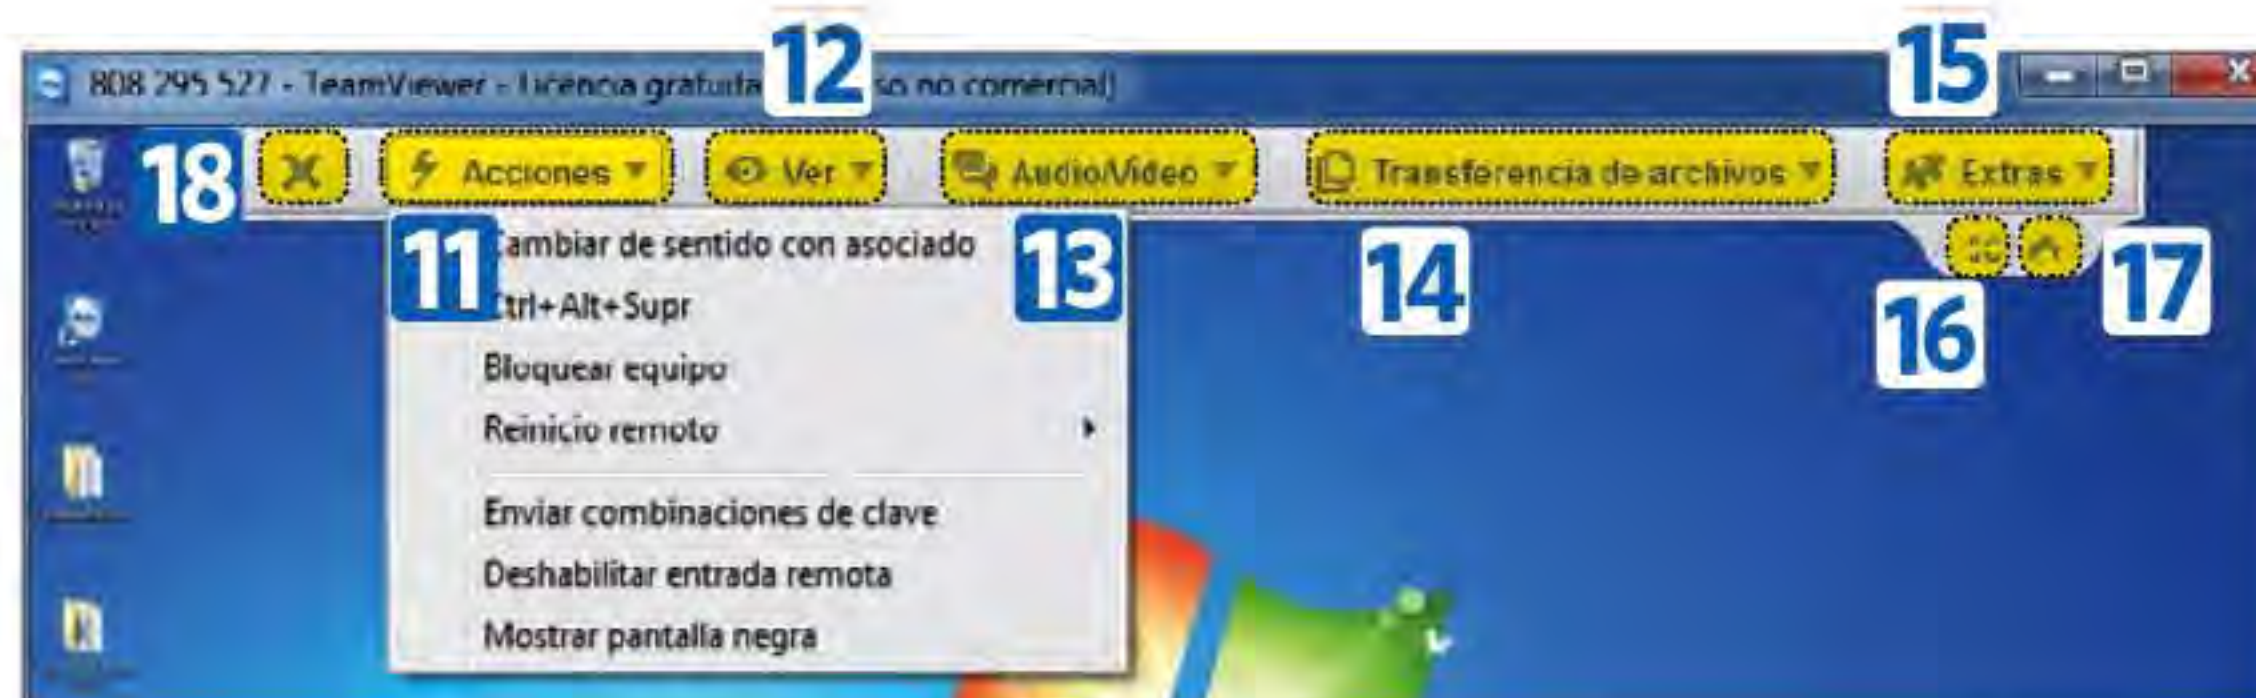 12
15
808 295 527 - TeamViewer - Licencia gratuita so no comercial)
18
Acciones
Ver
Audio/Vídeo
Transferencia de archivos
Extras
11
13
14
16
17
ambiar de sentido con asociado
Ctrl+Alt+Supr
Bloquear equipo
Reinicio remoto
Enviar combinaciones de clave
Deshabilitar entrada remota
Mostrar pantalla negra